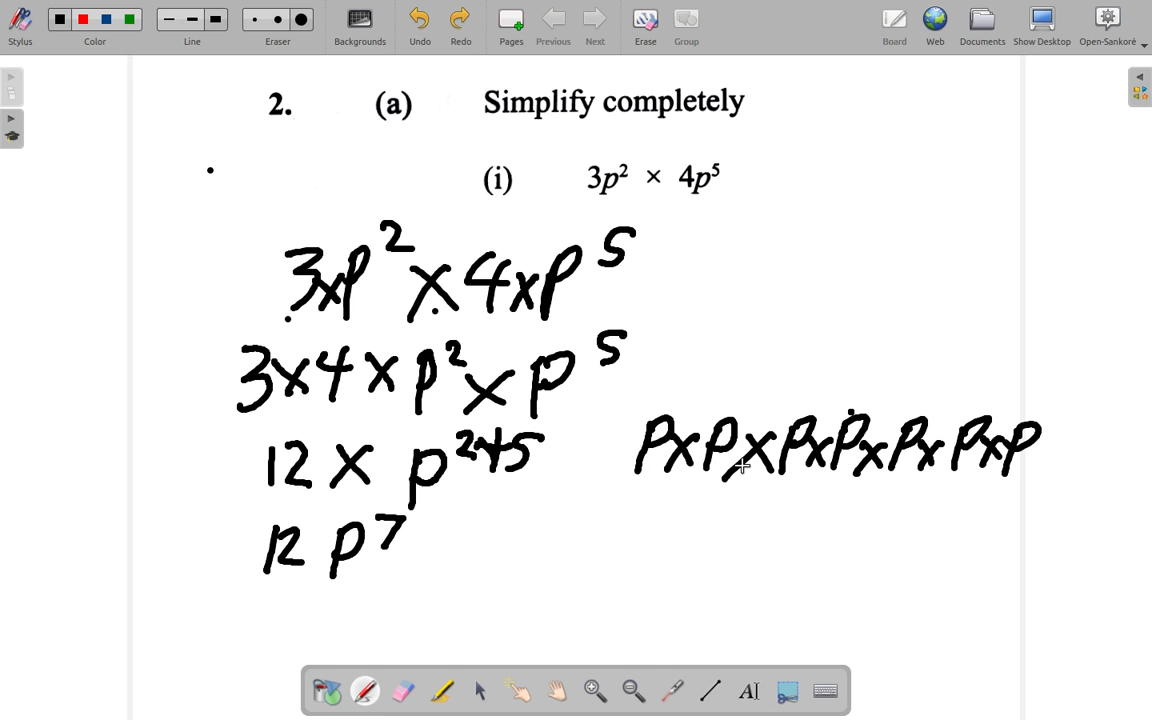 Stylus Color Line Eraser Backgrounds Undo Redo Pages Previous Next Erase Group Board Web Documents Show Desktop Open-Sankoré
2. (a) Simplify completely
(i) 3p² × 4p⁵
3xp² x 4xp⁵
3x4 x p² x p⁵
12 x p²⁺⁵
pxpxpxpxpxpxp
12 p⁷
AI